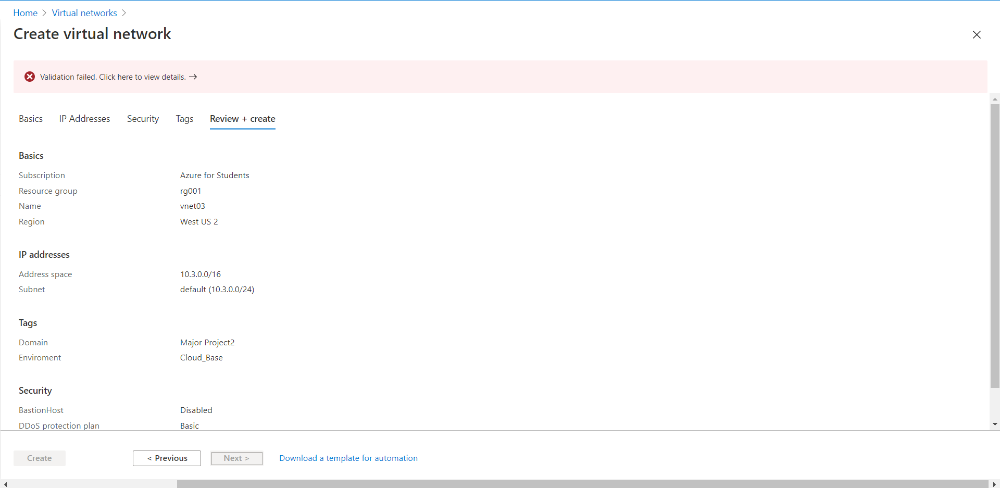 Home > Virtual networks >
Create virtual network
Validation failed. Click here to view details. →
Basics IP Addresses Security Tags Review + create
Basics
Subscription Azure for Students
Resource group rg001
Name vnet03
Region West US 2
IP addresses
Address space 10.3.0.0/16
Subnet default (10.3.0.0/24)
Tags
Domain Major Project2
Enviroment Cloud_Base
Security
BastionHost Disabled
DDoS protection plan Basic
Create < Previous Next > Download a template for automation